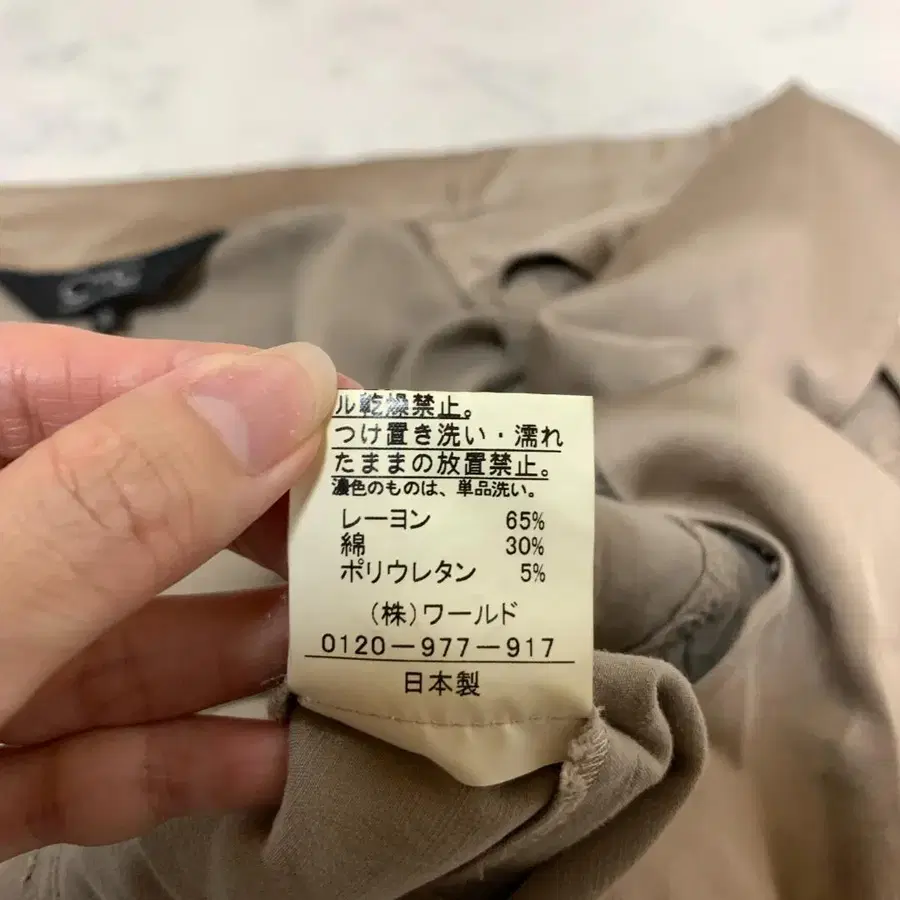 ル乾燥禁止。
つけ置き洗い・濡れ
たままの放置禁止。
濃色のものは、単品洗い。
レーヨン 65%
綿 30%
ポリウレタン 5%
(株)ワールド
0120-977-917
日本製